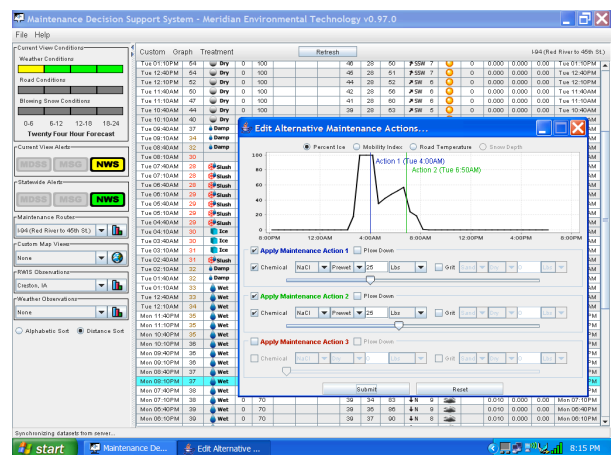 Maintenance Decision Support System - Meridian Environmental Technology v0.97.0
File Help
Current View Conditions
Weather Conditions
Road Conditions
Blowing Snow Conditions
0-6 6-12 12-18 18-24
Twenty Four Hour Forecast
Current View Alerts
MDSS MSG NWS
Statewide Alerts
MDSS MSG NWS
Maintenance Routes
I-94 (Red River to 45th St.)
Custom Map Views
None
RWIS Observations
Creston, IA
Weather Observations
None
Alphabetic Sort Distance Sort
Custom Graph Treatment Refresh I-94 (Red River to 45th St.)
Tue 01:10PM 54 Dry 0 100 46 28 50 SSW 7 0 0.000 0.000 0.00 Tue 01:10PM
Tue 12:40PM 54 Dry 0 100 46 28 51 SSW 7 0 0.000 0.000 0.00 Tue 12:40PM
Tue 12:10PM 52 Dry 0 100 42 28 56 SW 6 0 0.000 0.000 0.00 Tue 12:10PM
Tue 11:40AM 50 Dry 0 100
Tue 11:10AM 47 Dry 0 100 41 28 60 SW 6 0 0.000 0.000 0.00
Tue 10:40AM 44 Dry 0 100 39 28 63 SW 5 0 0.000 0.000 0.00
Tue 10:10AM 40 Dry
Tue 09:40AM 37 Damp
Tue 09:10AM 34 Damp
Tue 08:40AM 32 Damp
Tue 08:10AM 30
Tue 07:40AM 28 Slush
Tue 07:10AM 28 Slush
Tue 06:40AM 28 Slush
Tue 06:10AM 29 Slush
Tue 05:40AM 29 Slush
Tue 05:10AM 29 Slush
Tue 04:40AM 29 Slush
Tue 04:10AM 30 Ice
Tue 03:40AM 30 Ice
Tue 03:10AM 31 Ice
Tue 02:40AM 31 Slush
Tue 02:10AM 32 Damp
Tue 01:40AM 32 Damp
Tue 01:10AM 33 Wet
Tue 12:40AM 33 Wet
Tue 12:10AM 34 Wet
Mon 11:40PM 35 Wet
Mon 11:10PM 35 Wet
Mon 10:40PM 35 Wet
Mon 10:10PM 36 Wet
Mon 09:40PM 36 Wet
Mon 09:10PM 36 Wet
Mon 08:40PM 37 Wet
Mon 08:10PM 37 Wet
Mon 07:40PM 38 Wet
Mon 07:10PM 38 Wet 0 70 39 34 83 N 9 0.010 0.000 0.00 Mon 07:10PM
Mon 06:40PM 39 Wet 0 70 39 36 86 N 9 0.010 0.000 0.00 Mon 06:40PM
Mon 06:10PM 39 Wet 0 70 39 37 90 N 8 0.010 0.000 0.00 Mon 06:10PM
Edit Alternative Maintenance Actions...
Percent Ice Mobility Index Road Temperature Snow Depth
100
80
60
40
20
0
Action 1 (Tue 4:00AM)
Action 2 (Tue 6:50AM)
8:00PM 12:00AM 4:00AM 8:00AM 12:00PM 4:00PM 8:00PM
Apply Maintenance Action 1 Plow Down
Chemical NaCl Prewet 25 Lbs Grit Sand Dry 0 Lbs
Apply Maintenance Action 2 Plow Down
Chemical NaCl Prewet 25 Lbs Grit Sand Dry 0 Lbs
Apply Maintenance Action 3 Plow Down
Chemical NaCl Dry 0 Lbs Grit Sand Dry 0 Lbs
Submit Reset
Synchronizing datasets from server...
start Maintenance De... Edit Alternative ... 8:15 PM